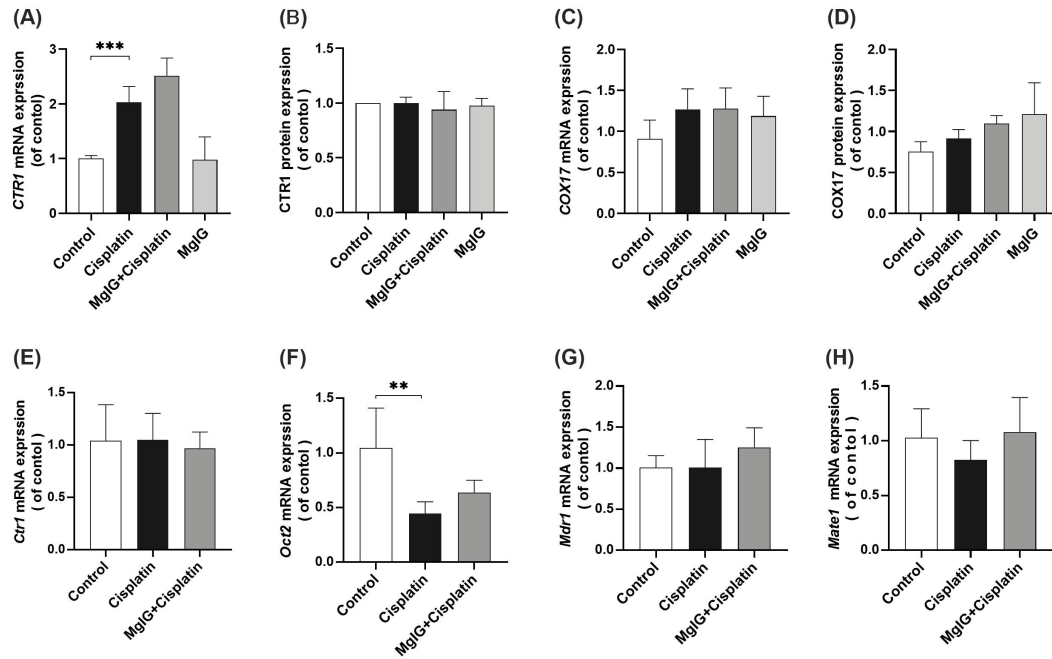 (A)
CTR1 mRNA exprssion
(of contol)
3
2
1
0
***
Control
Cisplatin
MgIG+Cisplatin
MgIG
(B)
CTR1 protein exprssion
( of contol )
1.5
1.0
0.5
0.0
Control
Cisplatin
MgIG+Cisplatin
MgIG
(C)
COX17 mRNA exprssion
( of contol )
2.0
1.5
1.0
0.5
0.0
Control
Cisplatin
MgIG+Cisplatin
MgIG
(D)
COX17 protein exprssion
( of contol )
2.0
1.5
1.0
0.5
0.0
Control
Cisplatin
MgIG+Cisplatin
MgIG
(E)
Ctr1 mRNA exprssion
( of contol )
1.5
1.0
0.5
0.0
Control
Cisplatin
MgIG+Cisplatin
(F)
Oct2 mRNA exprssion
( of contol )
1.5
1.0
0.5
0.0
**
Control
Cisplatin
MgIG+Cisplatin
(G)
Mdr1 mRNA exprssion
( of contol )
2.0
1.5
1.0
0.5
0.0
Control
Cisplatin
MgIG+Cisplatin
(H)
Mate1 mRNA exprssion
( of contol )
1.5
1.0
0.5
0.0
Control
Cisplatin
MgIG+Cisplatin